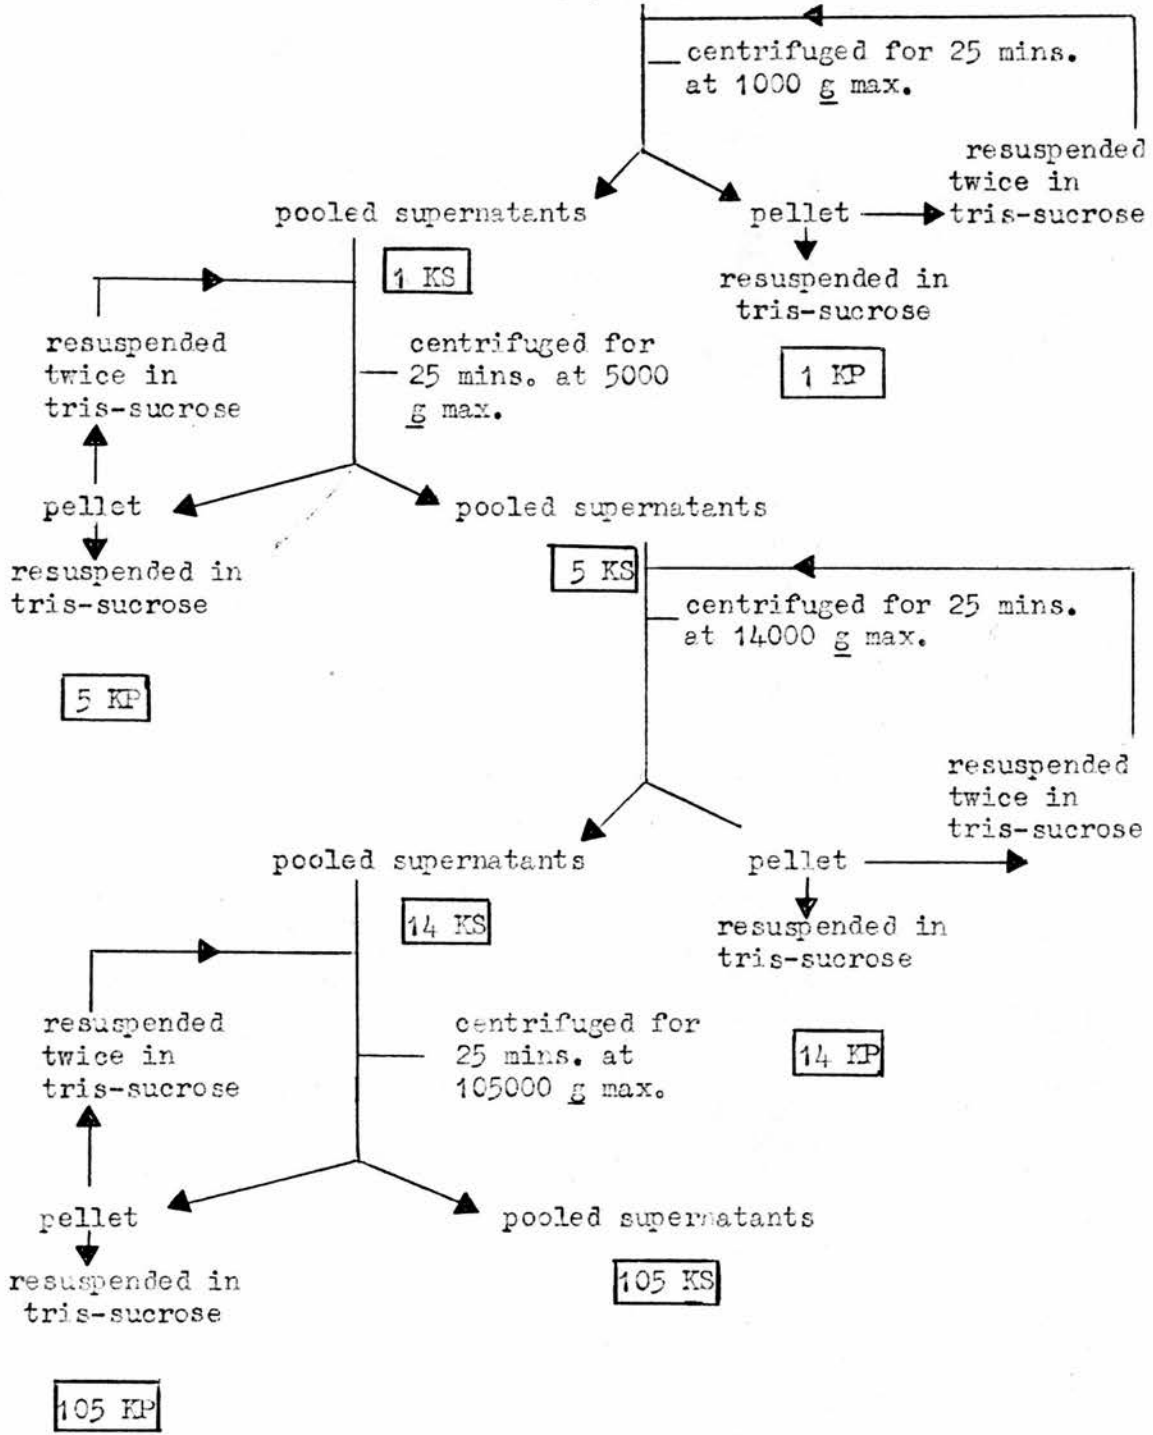 centrifuged for 25 mins.
at 1000 g max.
resuspended
twice in
tris-sucrose
pooled supernatants
pellet
1 KS
resuspended in
tris-sucrose
1 KP
resuspended
twice in
tris-sucrose
centrifuged for
25 mins. at 5000
g max.
pellet
pooled supernatants
resuspended in
tris-sucrose
5 KS
centrifuged for 25 mins.
at 14000 g max.
5 KP
resuspended
twice in
tris-sucrose
pooled supernatants
pellet
14 KS
resuspended in
tris-sucrose
14 KP
resuspended
twice in
tris-sucrose
centrifuged for
25 mins. at
105000 g max.
pellet
pooled supernatants
resuspended in
tris-sucrose
105 KS
105 KP